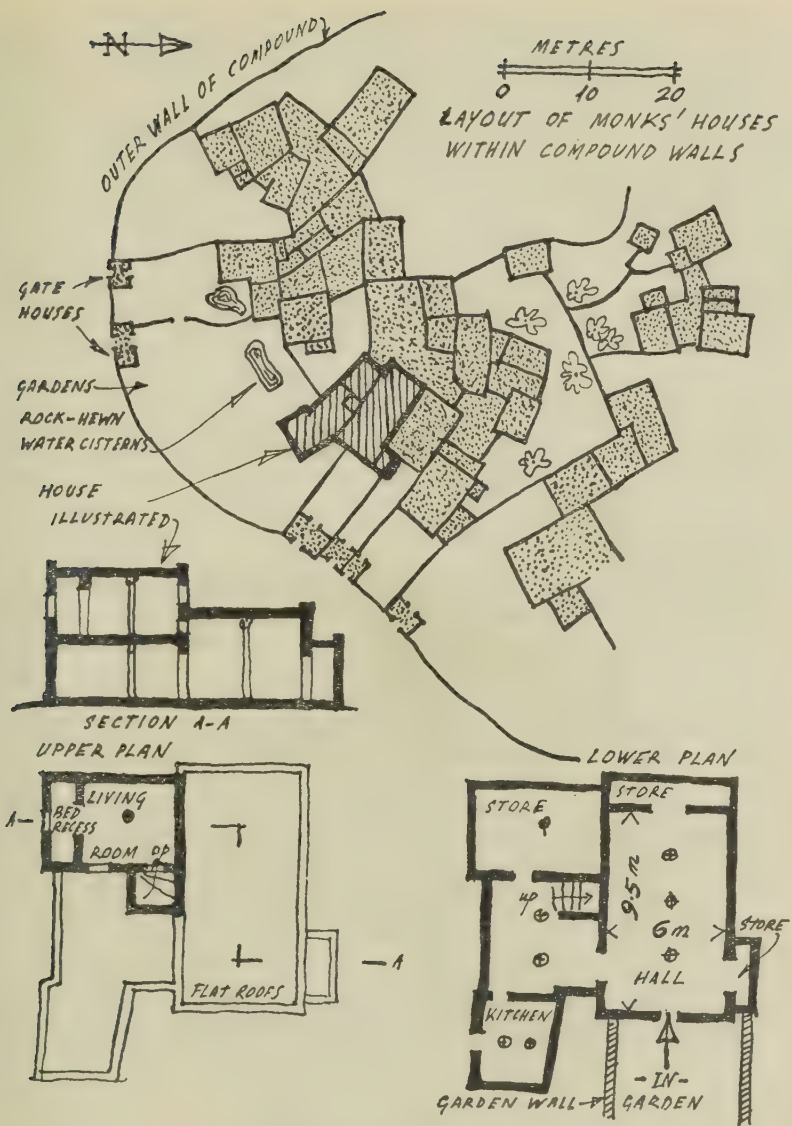 N
OUTER WALL OF COMPOUND
METRES
0 10 20
LAYOUT OF MONKS' HOUSES
WITHIN COMPOUND WALLS
GATE
HOUSES
GARDENS
ROCK-HEWN
WATER CISTERNS
HOUSE
ILLUSTRATED
SECTION A-A
UPPER PLAN
A
BED
RECESS
LIVING
ROOM
FLAT ROOFS
A
LOWER PLAN
STORE
STORE
UP
9.5m
6m
STORE
HALL
KITCHEN
-IN-
GARDEN WALL
GARDEN